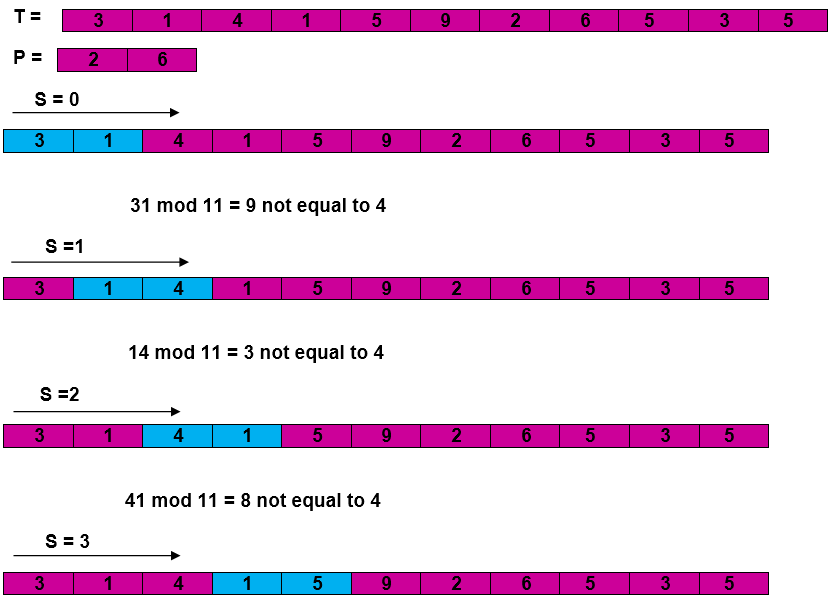 T = 3 1 4 1 5 9 2 6 5 3 5
P = 2 6
S = 0
3 1 4 1 5 9 2 6 5 3 5
31 mod 11 = 9 not equal to 4
S =1
3 1 4 1 5 9 2 6 5 3 5
14 mod 11 = 3 not equal to 4
S =2
3 1 4 1 5 9 2 6 5 3 5
41 mod 11 = 8 not equal to 4
S = 3
3 1 4 1 5 9 2 6 5 3 5